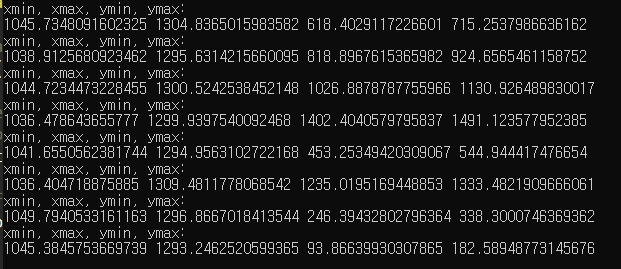 xmin, xmax, ymin, ymax:
1045.7348091602325 1304.8365015983582 618.4029117226601 715.2537986636162
xmin, xmax, ymin, ymax:
1038.9125680923462 1295.6314215660095 818.8967615365982 924.6565461158752
xmin, xmax, ymin, ymax:
1044.7234473228455 1300.5242538452148 1026.8878787755966 1130.926489830017
xmin, xmax, ymin, ymax:
1036.478643655777 1299.9397540092468 1402.4040579795837 1491.123577952385
xmin, xmax, ymin, ymax:
1041.6550562381744 1294.9563102722168 453.25349420309067 544.944417476654
xmin, xmax, ymin, ymax:
1036.404718875885 1309.4811778068542 1235.0195169448853 1333.4821909666061
xmin, xmax, ymin, ymax:
1049.7940533161163 1296.8667018413544 246.39432802796364 338.3000746369362
xmin, xmax, ymin, ymax:
1045.3845753669739 1293.2462520599365 93.86639930307865 182.58948773145676